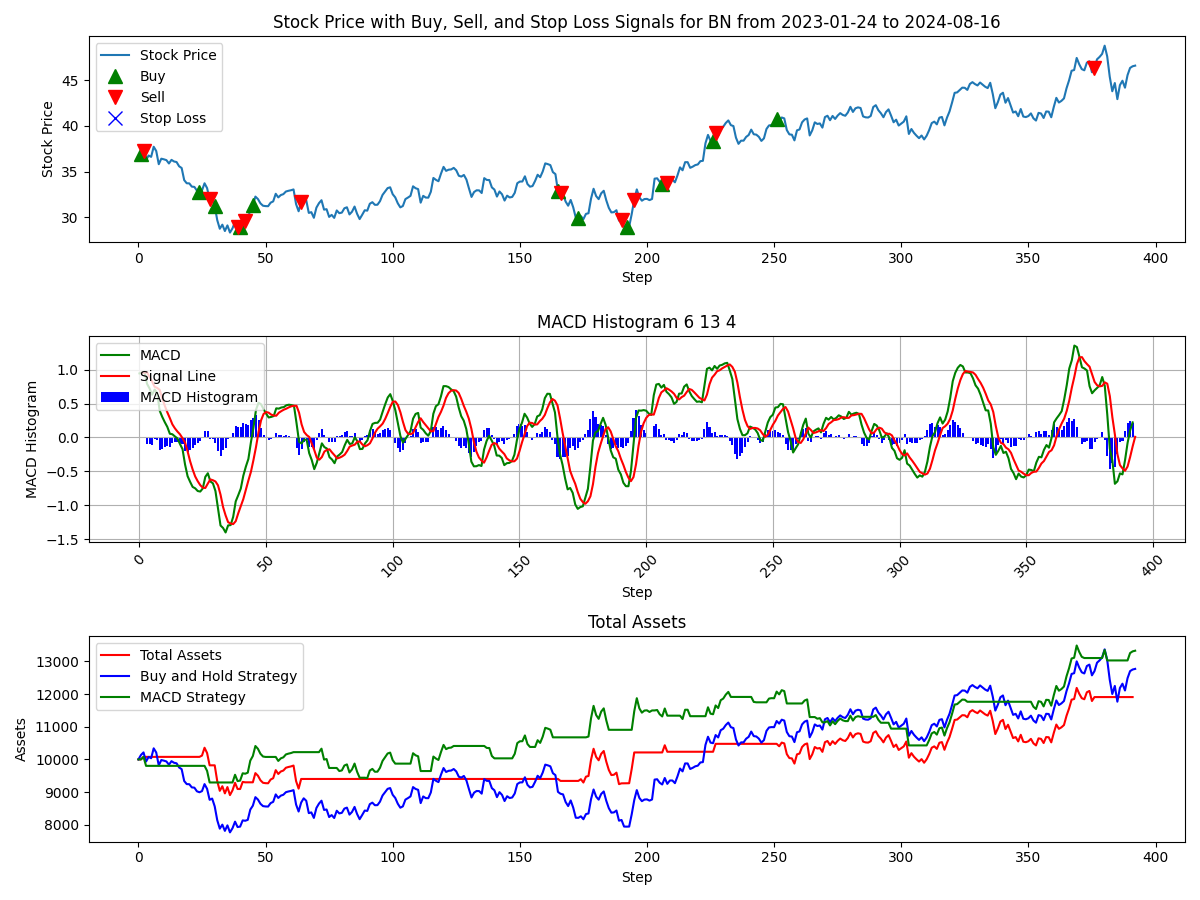 Stock Price with Buy, Sell, and Stop Loss Signals for BN from 2023-01-24 to 2024-08-16
Stock Price
Buy
Sell
Stop Loss
Stock Price
45
40
35
30
0 50 100 150 200 250 300 350 400
Step
MACD Histogram 6 13 4
MACD
Signal Line
MACD Histogram
MACD Histogram
1.0
0.5
0.0
−0.5
−1.0
−1.5
0 50 100 150 200 250 300 350 400
Step
Total Assets
Total Assets
Buy and Hold Strategy
MACD Strategy
Assets
13000
12000
11000
10000
9000
8000
0 50 100 150 200 250 300 350 400
Step